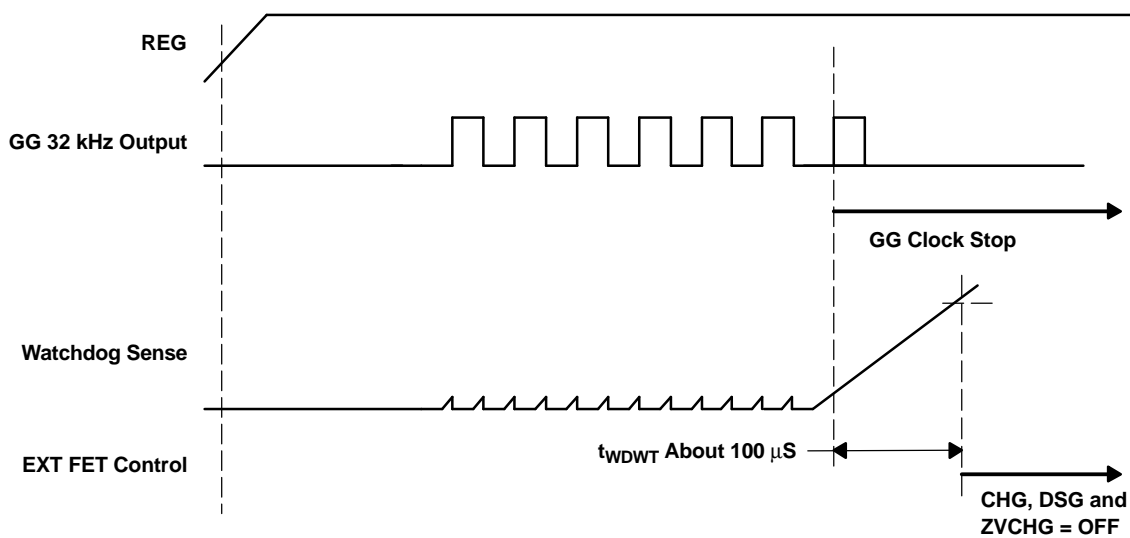 REG
GG 32 kHz Output
GG Clock Stop
Watchdog Sense
tWDWT About 100 μS
EXT FET Control
CHG, DSG and
ZVCHG = OFF